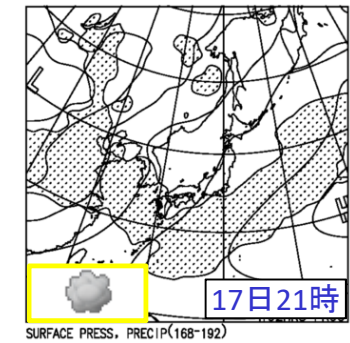 L
H
17日21時
SURFACE PRESS, PRECIP(168-192)